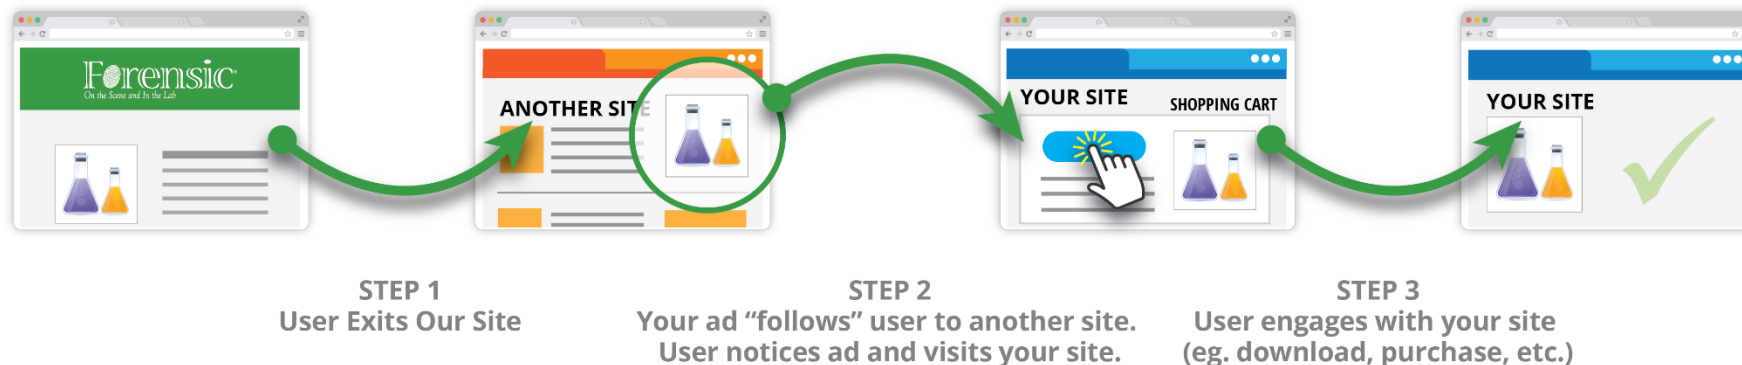 Forensic
On the Scene and In the Lab
ANOTHER SITE
YOUR SITE
SHOPPING CART
YOUR SITE
STEP 1
User Exits Our Site
STEP 2
Your ad “follows” user to another site.
User notices ad and visits your site.
STEP 3
User engages with your site
(eg. download, purchase, etc.)